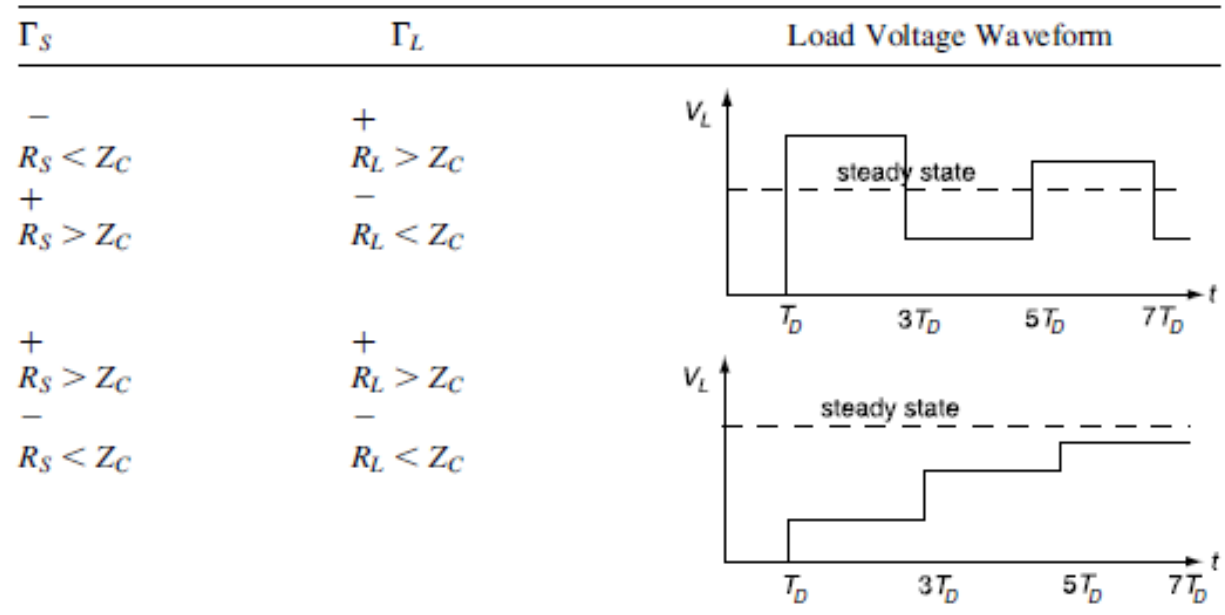 Γ_S Γ_L Load Voltage Waveform
− +
R_S < Z_C R_L > Z_C
+ −
R_S > Z_C R_L < Z_C
V_L
steady state
t
T_D 3T_D 5T_D 7T_D
+ +
R_S > Z_C R_L > Z_C
− −
R_S < Z_C R_L < Z_C
V_L
steady state
t
T_D 3T_D 5T_D 7T_D